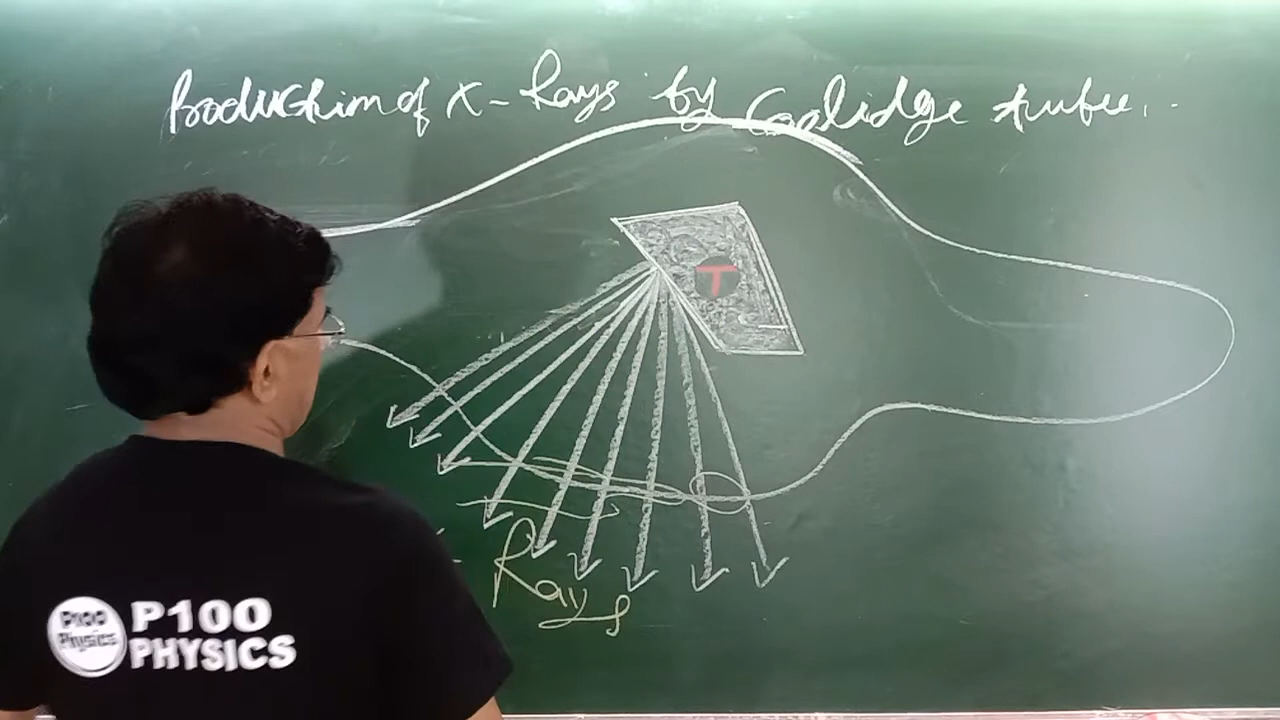 Production of X-Rays by Coolidge tube.
T
- Rays
P100
Physics
P100
PHYSICS